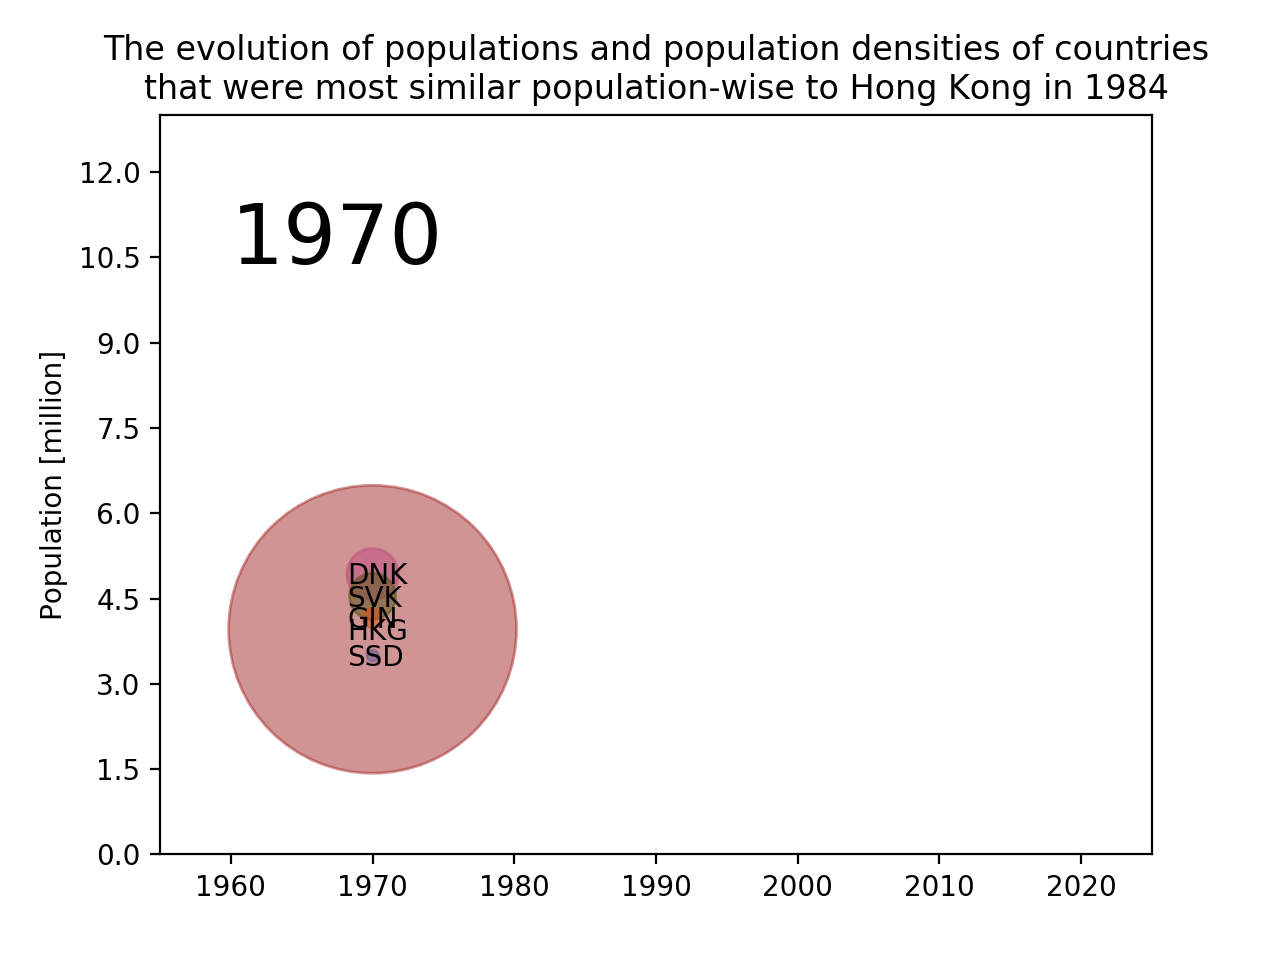 The evolution of populations and population densities of countries
that were most similar population-wise to Hong Kong in 1984
12.0
1970
10.5
9.0
7.5
Population [million]
6.0
DNK
4.5
SVK
GIN
HKG
SSD
3.0
1.5
0.0
1960 1970 1980 1990 2000 2010 2020